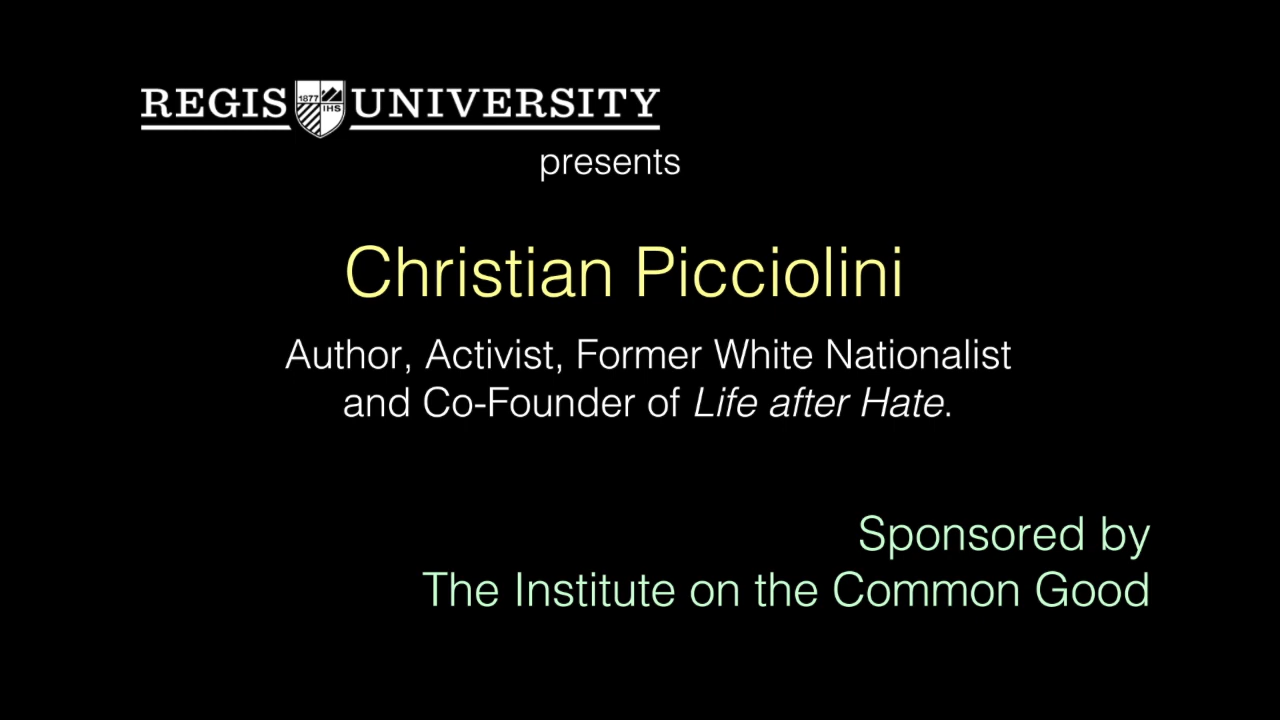 REGIS 1877 IHS UNIVERSITY
presents
Christian Picciolini
Author, Activist, Former White Nationalist
and Co-Founder of Life after Hate.
Sponsored by
The Institute on the Common Good